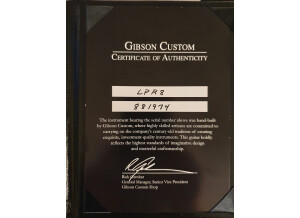 GIBSON CUSTOM
CERTIFICATE OF AUTHENTICITY
LPR8
881974
The instrument bearing the serial number above was hand-built
by Gibson Custom, where highly skilled artisans are committed to
carrying on the company's century-old tradition of creating
exquisite, investment quality instruments. This guitar boldly
reflects the highest standards of imaginative design
and masterful craftsmanship.
Rick
General Manager, Senior Vice President
Gibson Custom Shop